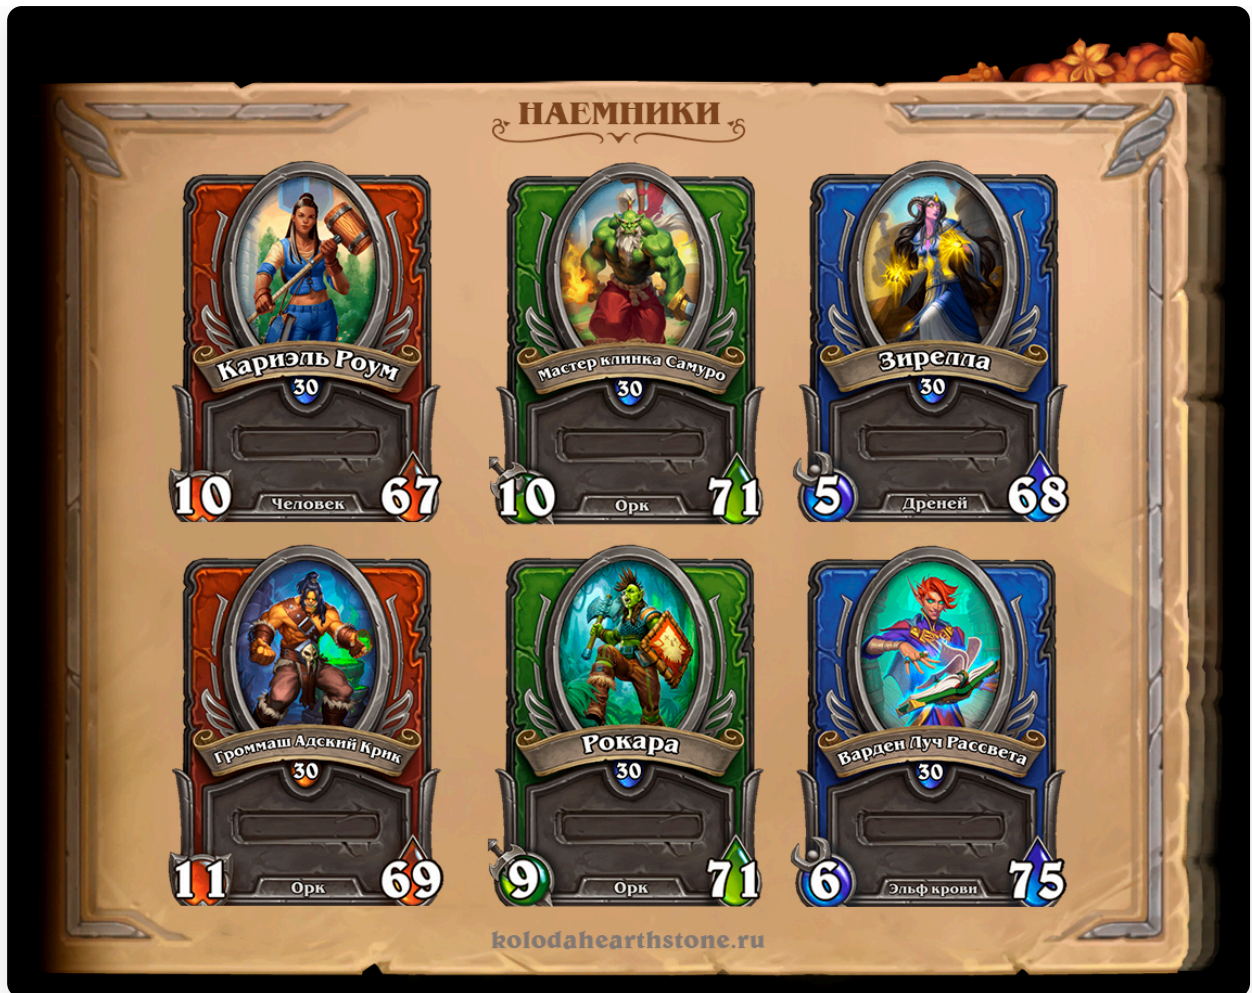 НАЕМНИКИ
Кариэль Роум
30
10
Человек
67
Мастер клинка Самуро
30
10
Орк
71
Зирелла
30
5
Дреней
68
Громмаш Адский Крик
30
11
Орк
69
Рокара
30
9
Орк
71
Варден Луч Рассвета
30
6
Эльф крови
75
kolodahearthstone.ru